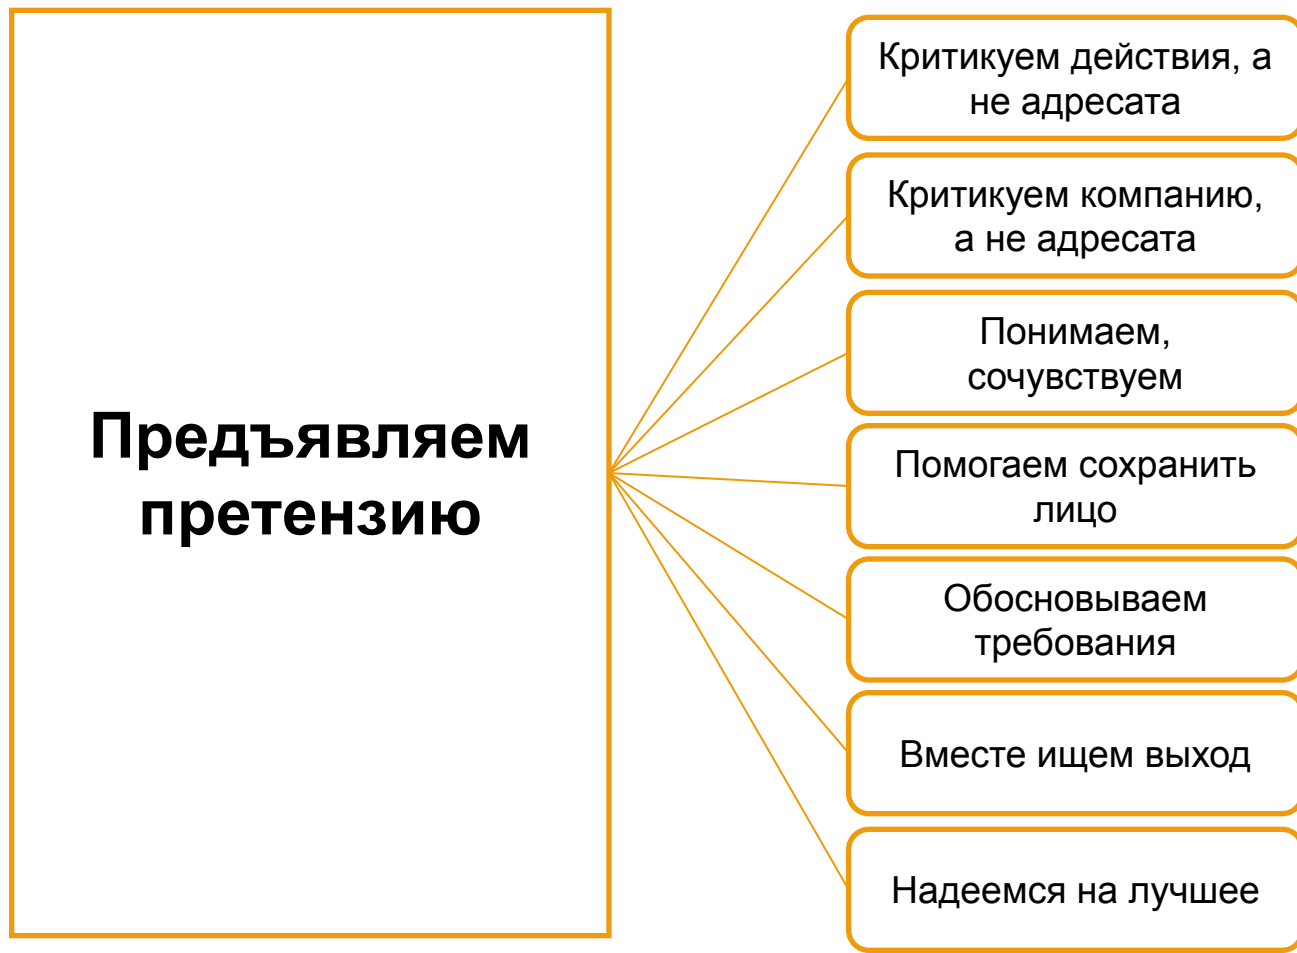 Предъявляем
претензию
Критикуем действия, а
не адресата
Критикуем компанию,
а не адресата
Понимаем,
сочувствуем
Помогаем сохранить
лицо
Обосновываем
требования
Вместе ищем выход
Надеемся на лучшее